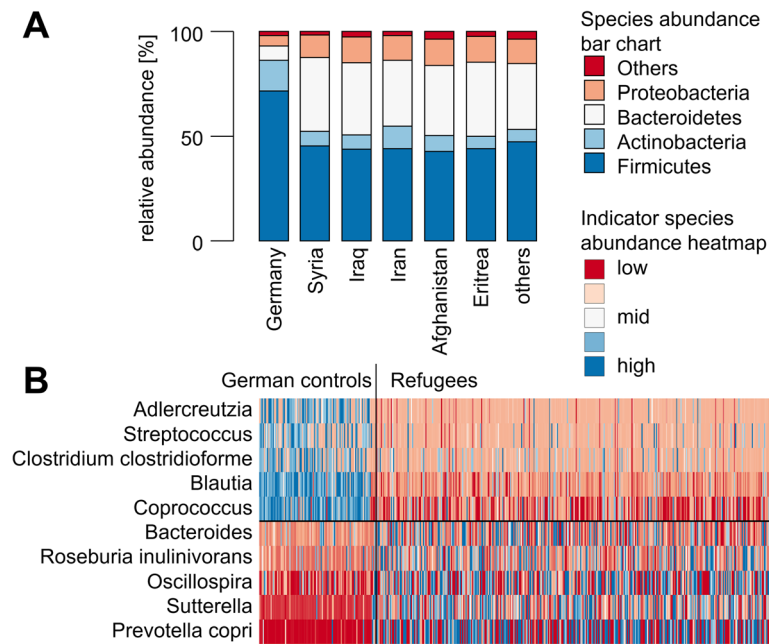 A
relative abundance [%]
100
50
0
Germany
Syria
Iraq
Iran
Afghanistan
Eritrea
others
Species abundance
bar chart
Others
Proteobacteria
Bacteroidetes
Actinobacteria
Firmicutes
Indicator species
abundance heatmap
low
mid
high
B
German controls
Refugees
Adlercreutzia
Streptococcus
Clostridium clostridioforme
Blautia
Coprococcus
Bacteroides
Roseburia inulinivorans
Oscillospira
Sutterella
Prevotella copri